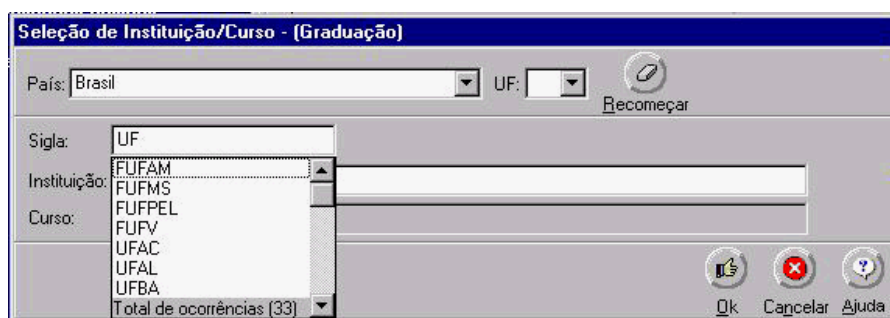 Seleção de Instituição/Curso - (Graduação)
País: Brasil UF:
Recomeçar
Sigla: UF
FUFAM
Instituição:
FUFMS
FUFPEL
Curso:
FUFV
UFAC
UFAL
UFBA
Total de ocorrências (33)
Ok Cancelar Ajuda